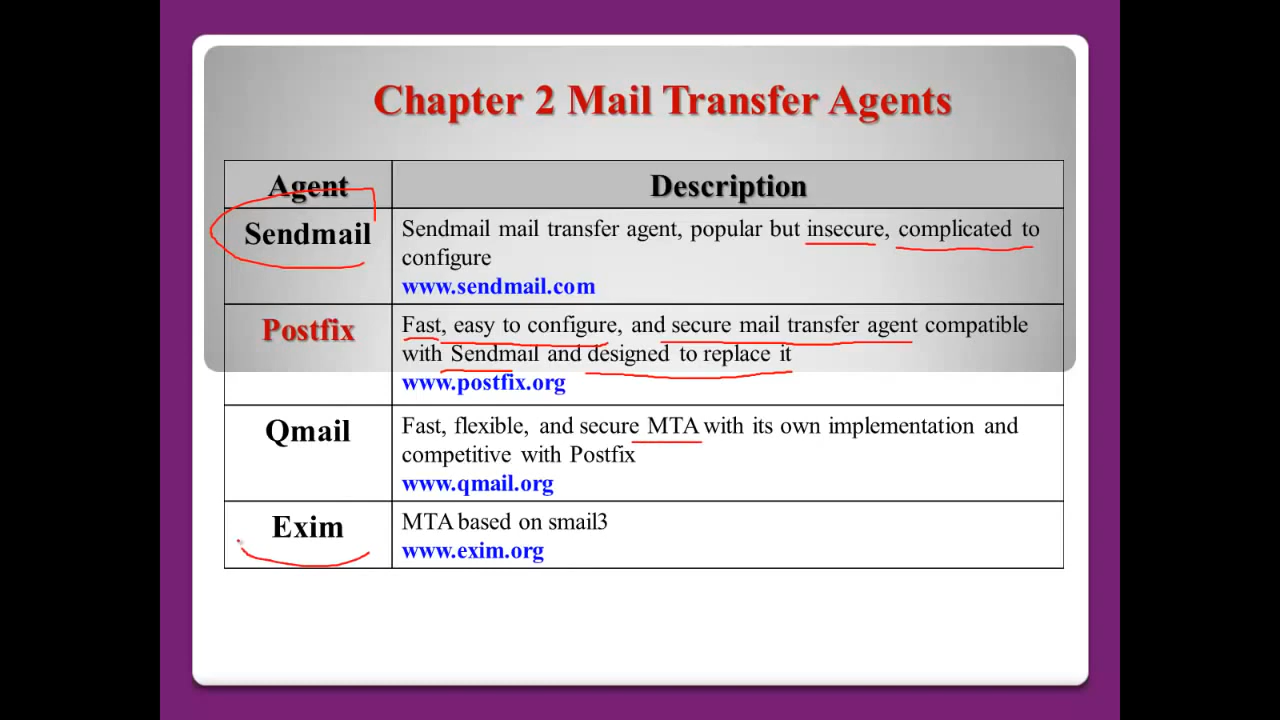 Chapter 2 Mail Transfer Agents
Agent Description
Sendmail
Sendmail mail transfer agent, popular but insecure, complicated to
configure
www.sendmail.com
Postfix
Fast, easy to configure, and secure mail transfer agent compatible
with Sendmail and designed to replace it
www.postfix.org
Qmail
Fast, flexible, and secure MTA with its own implementation and
competitive with Postfix
www.qmail.org
Exim
MTA based on smail3
www.exim.org